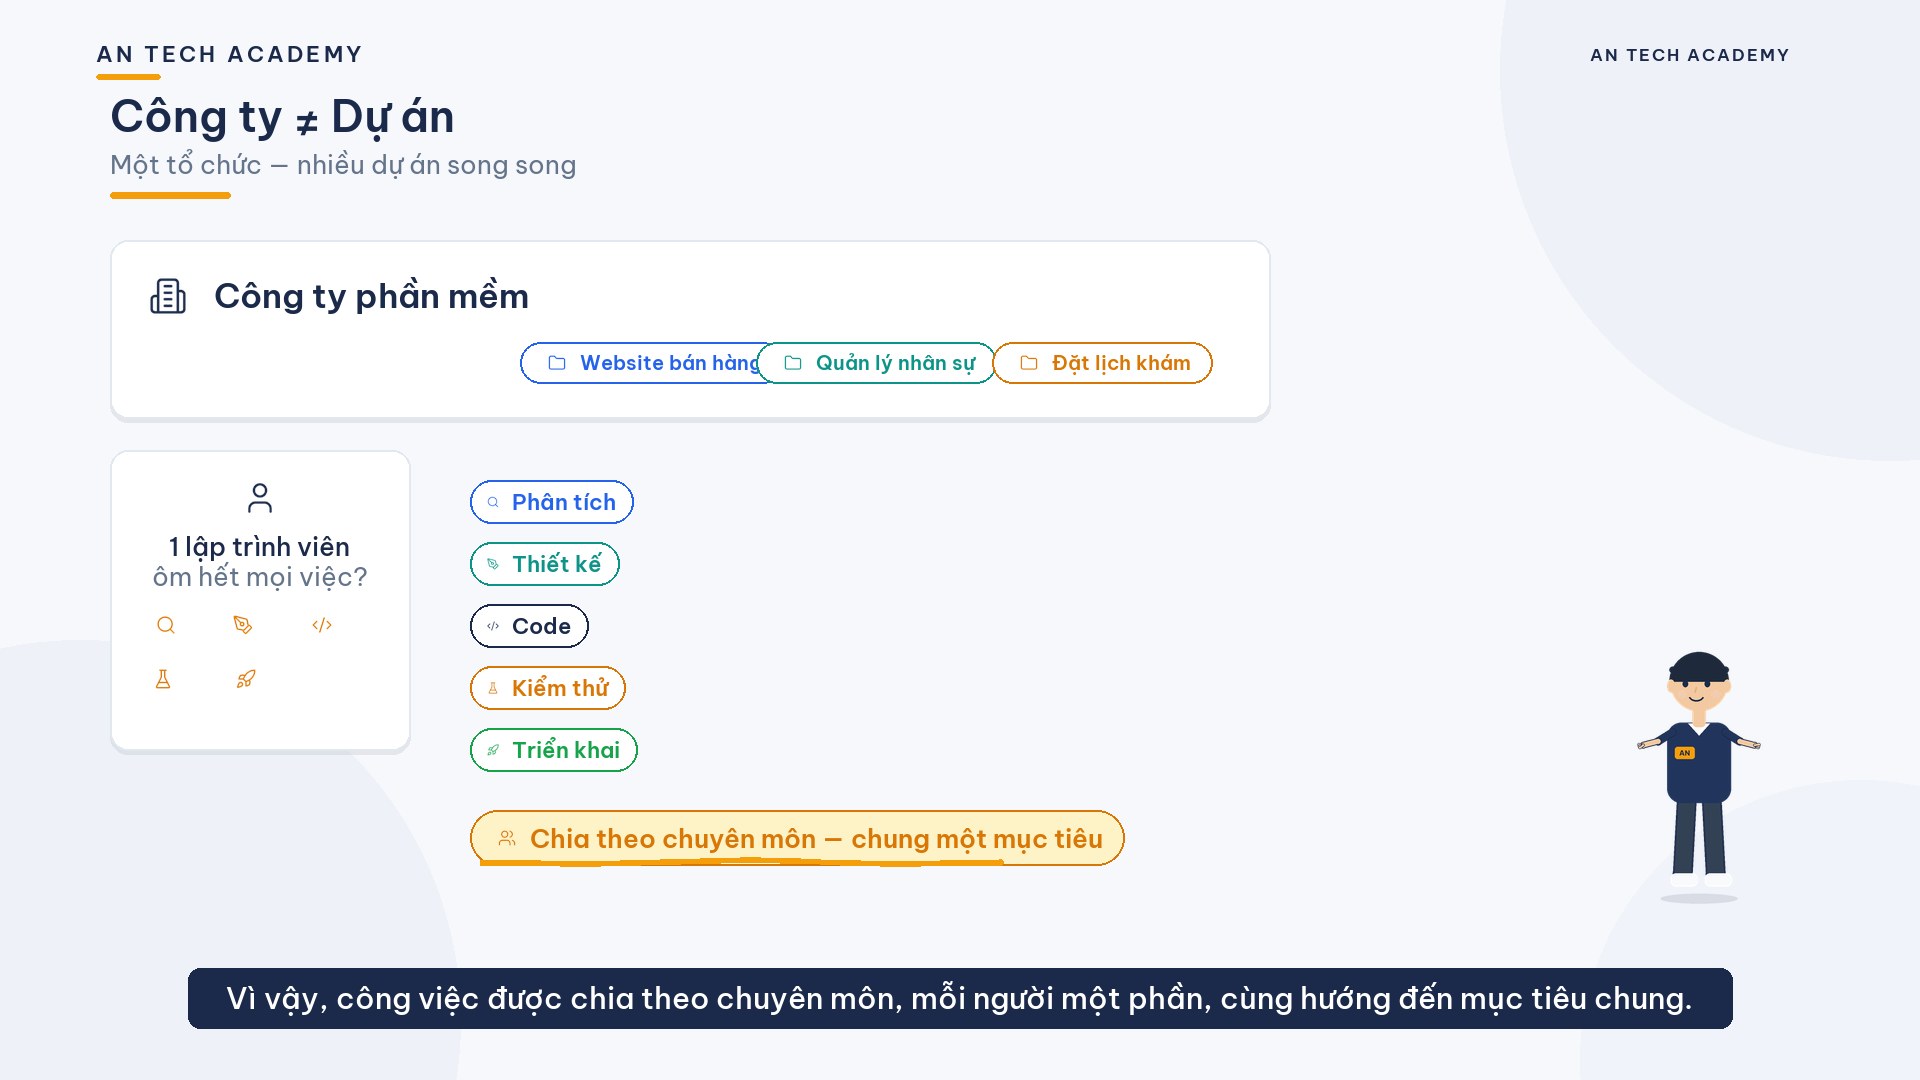 AN TECH ACADEMY
AN TECH ACADEMY
Công ty ≠ Dự án
Một tổ chức — nhiều dự án song song
Công ty phần mềm
Website bán hàng
Quản lý nhân sự
Đặt lịch khám
1 lập trình viên
ôm hết mọi việc?
Phân tích
Thiết kế
Code
Kiểm thử
Triển khai
Chia theo chuyên môn — chung một mục tiêu
AN
Vì vậy, công việc được chia theo chuyên môn, mỗi người một phần, cùng hướng đến mục tiêu chung.